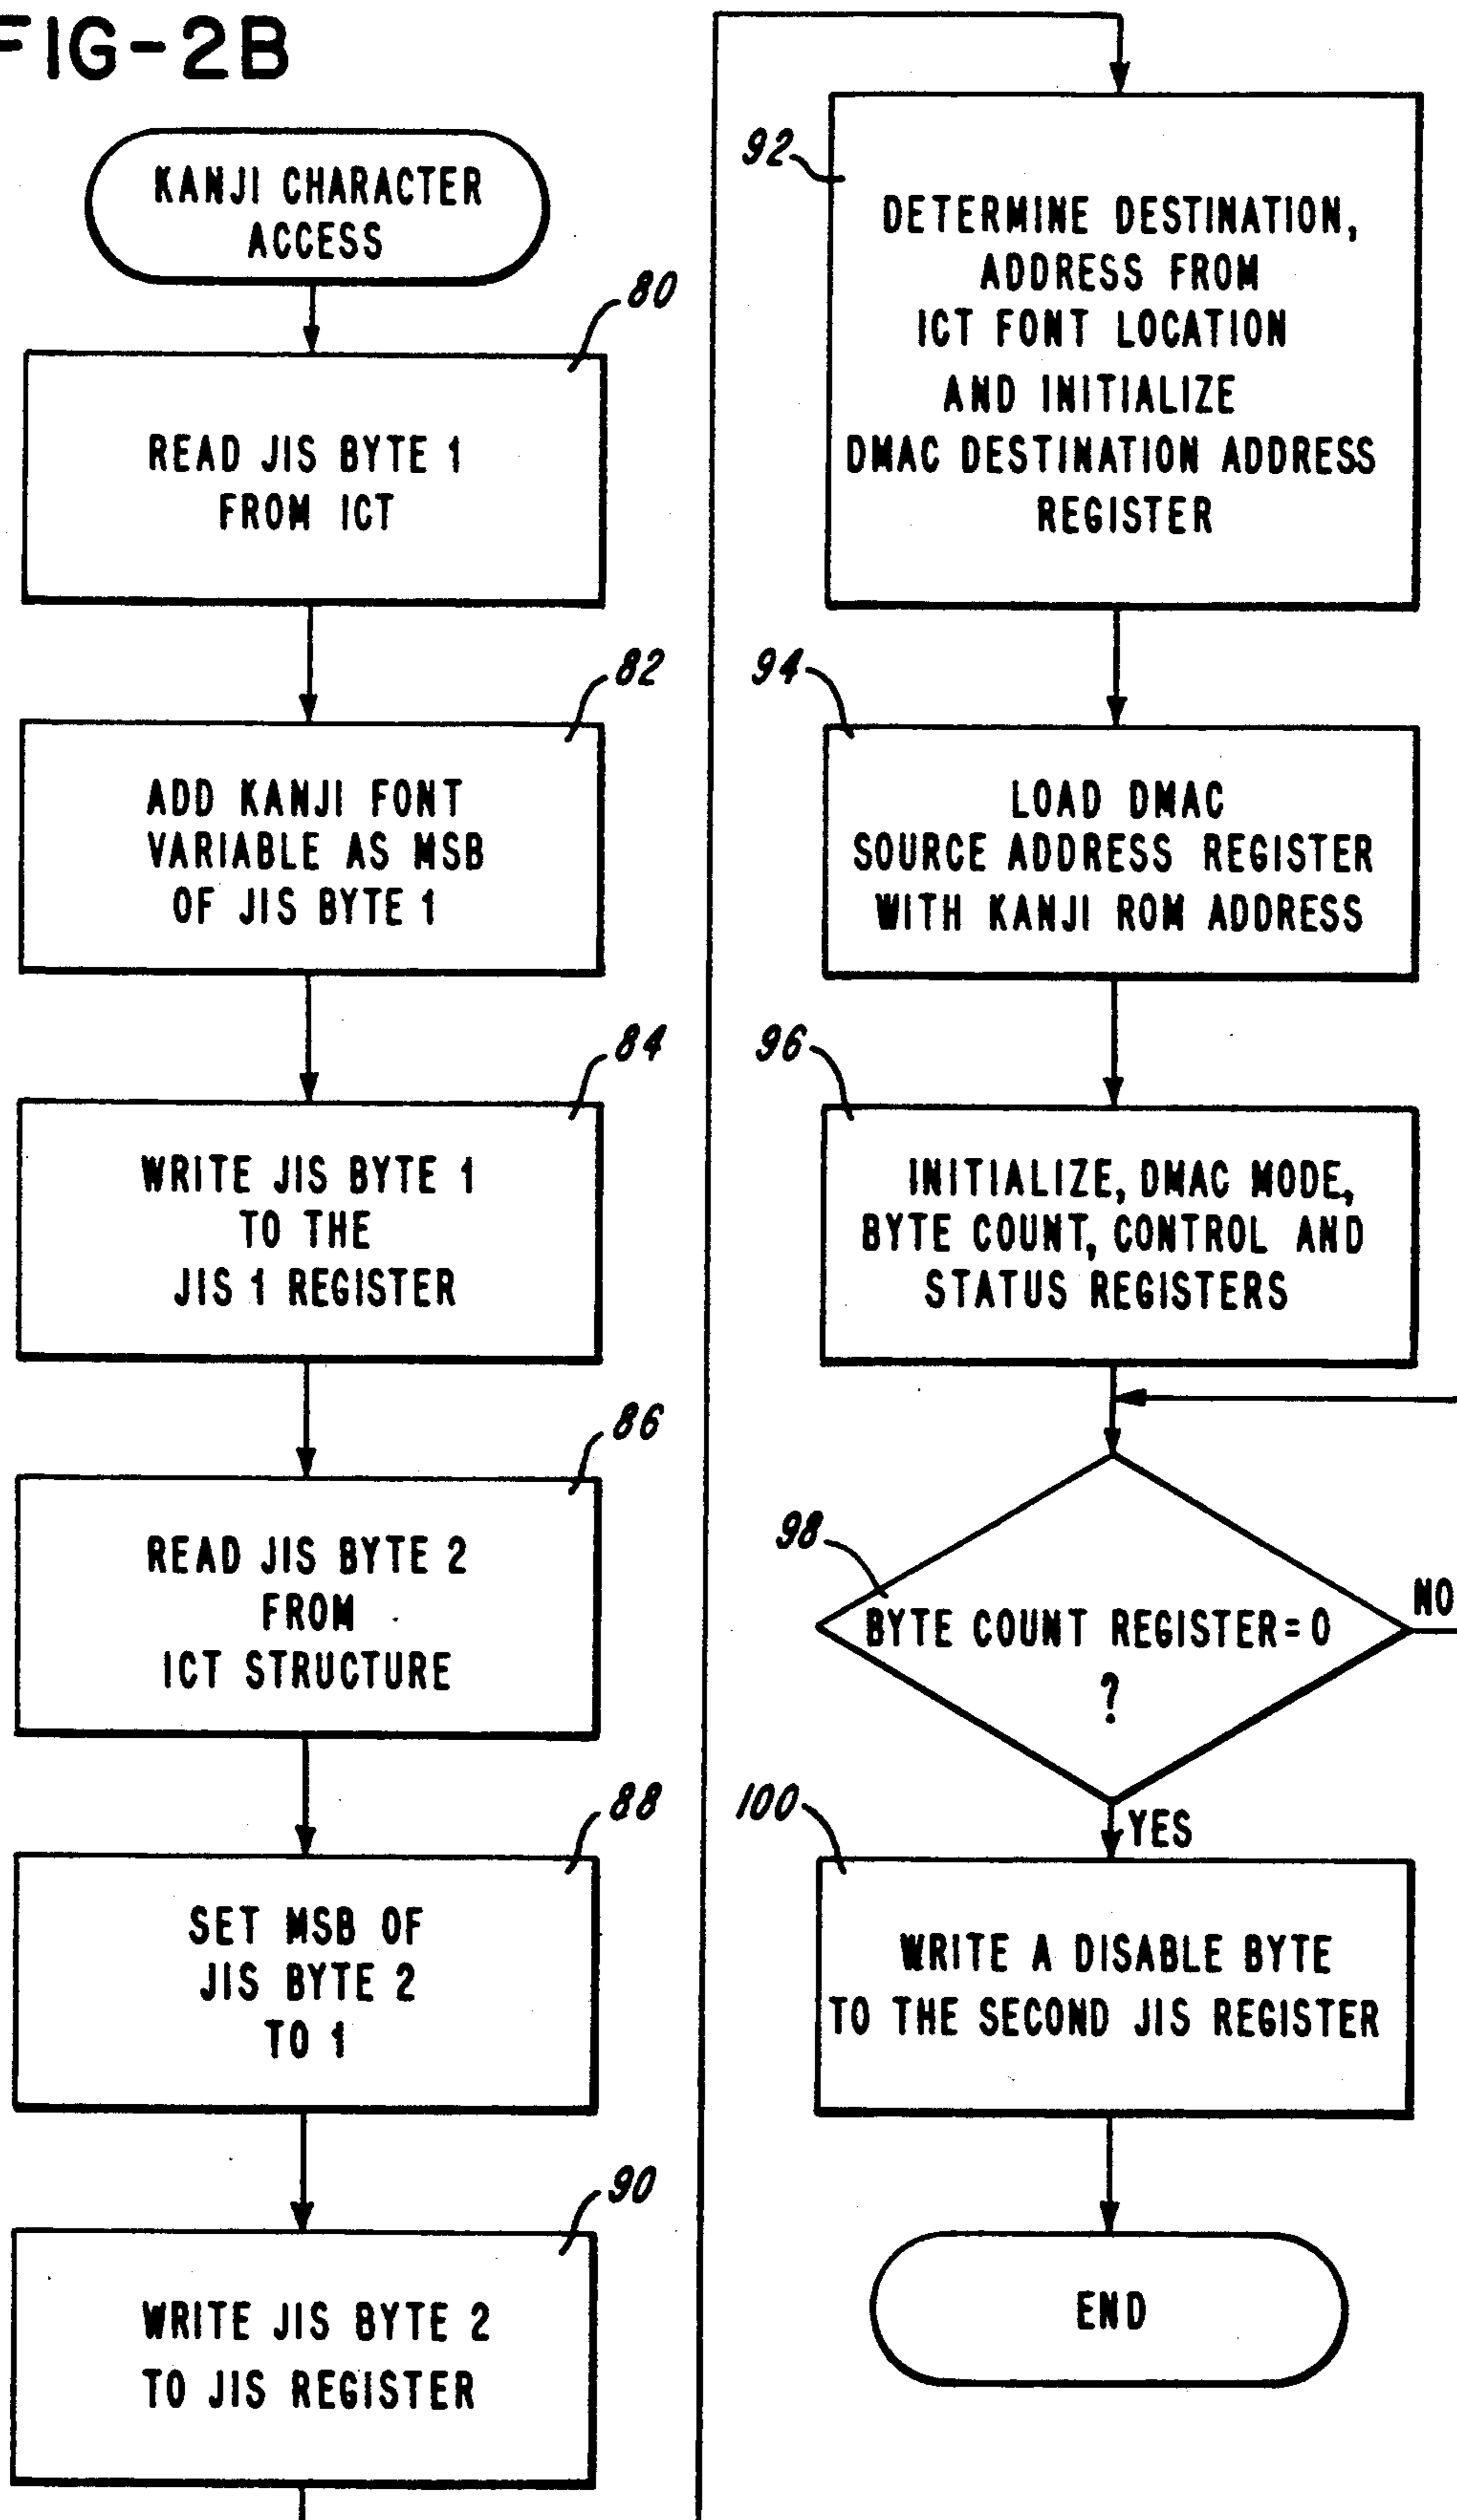 FIG-2B
KANJI CHARACTER
ACCESS
80
READ JIS BYTE 1
FROM ICT
82
ADD KANJI FONT
VARIABLE AS MSB
OF JIS BYTE 1
84
WRITE JIS BYTE 1
TO THE
JIS 1 REGISTER
86
READ JIS BYTE 2
FROM
ICT STRUCTURE
88
SET MSB OF
JIS BYTE 2
TO 1
90
WRITE JIS BYTE 2
TO JIS REGISTER
92
DETERMINE DESTINATION,
ADDRESS FROM
ICT FONT LOCATION
AND INITIALIZE
DMAC DESTINATION ADDRESS
REGISTER
94
LOAD DMAC
SOURCE ADDRESS REGISTER
WITH KANJI ROM ADDRESS
96
INITIALIZE, DMAC MODE,
BYTE COUNT, CONTROL AND
STATUS REGISTERS
98
BYTE COUNT REGISTER=0
?
NO
YES
100
WRITE A DISABLE BYTE
TO THE SECOND JIS REGISTER
END